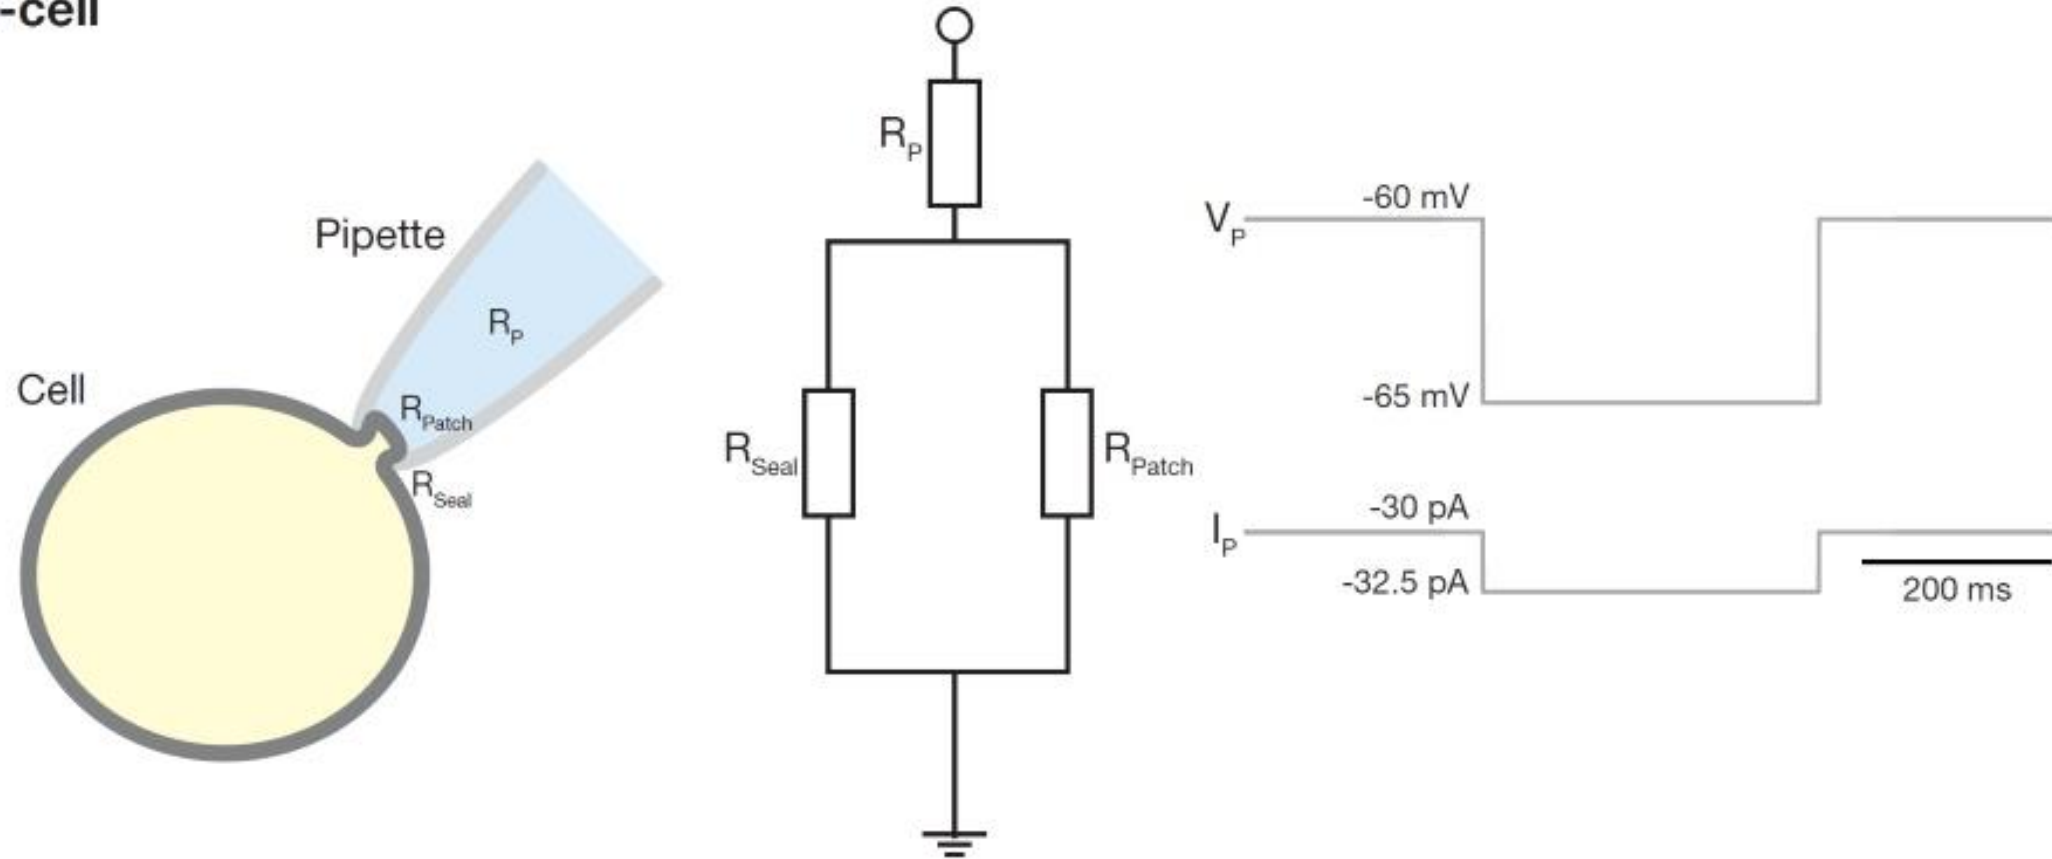 -cell
Pipette
R_P
Cell
R_Patch
R_Seal
R_P
R_Seal
R_Patch
V_P
-60 mV
-65 mV
I_P
-30 pA
-32.5 pA
200 ms